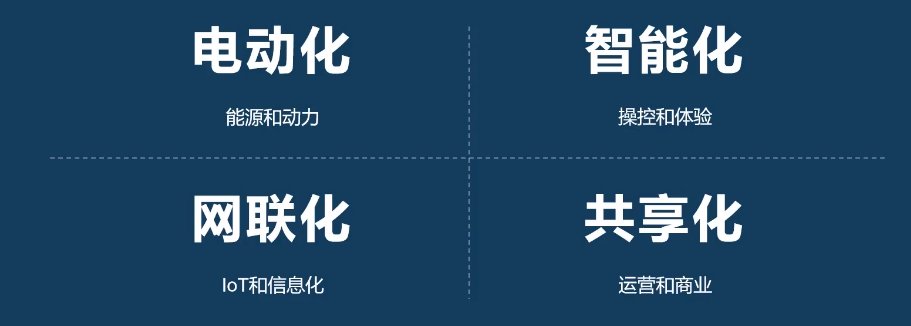 电动化
能源和动力
智能化
操控和体验
网联化
IoT和信息化
共享化
运营和商业